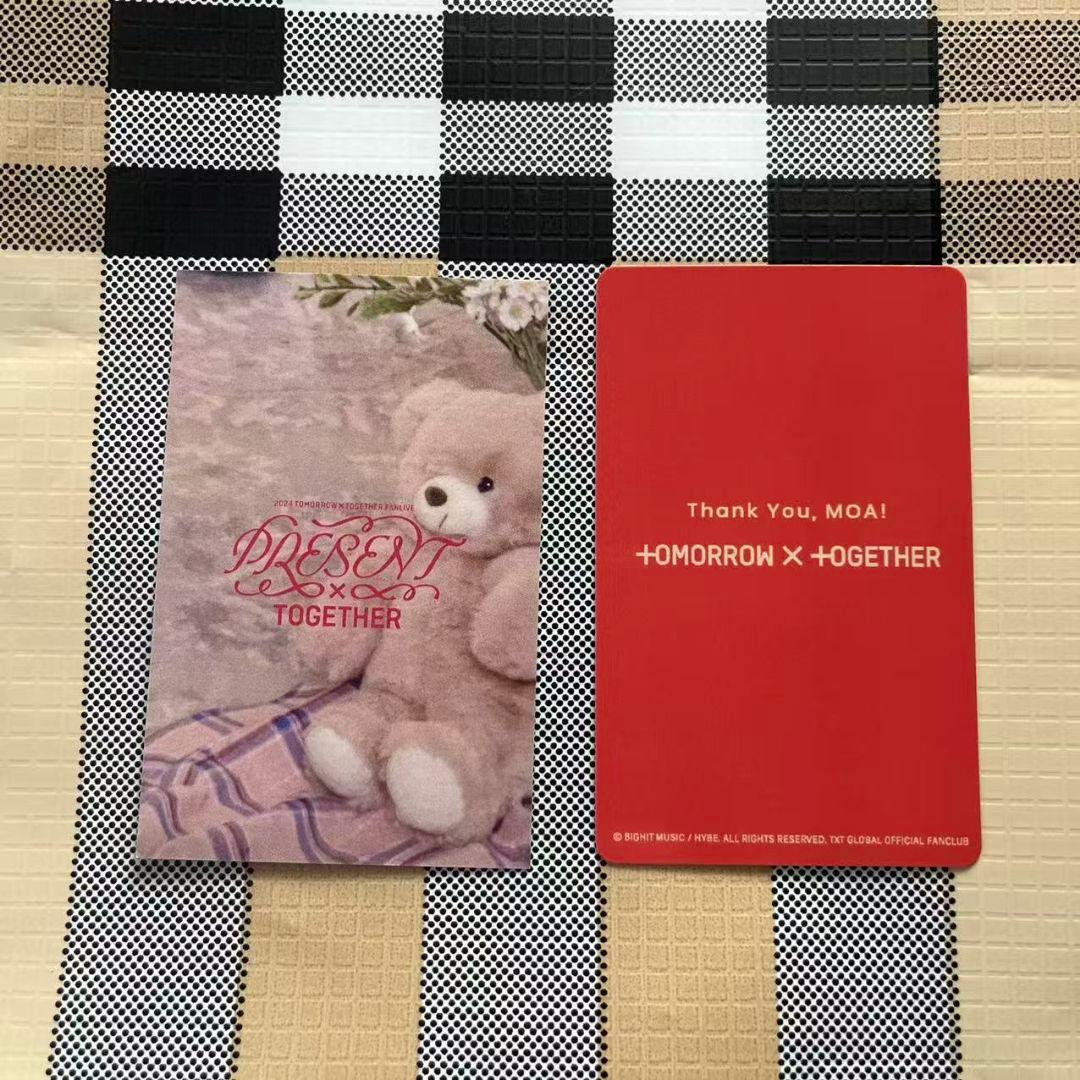 2024 TOMORROW X TOGETHER FANLIVE
PRESENT
X
TOGETHER
Thank You, MOA!
TOMORROW X TOGETHER
© BIGHIT MUSIC / HYBE. ALL RIGHTS RESERVED. TXT GLOBAL OFFICIAL FANCLUB